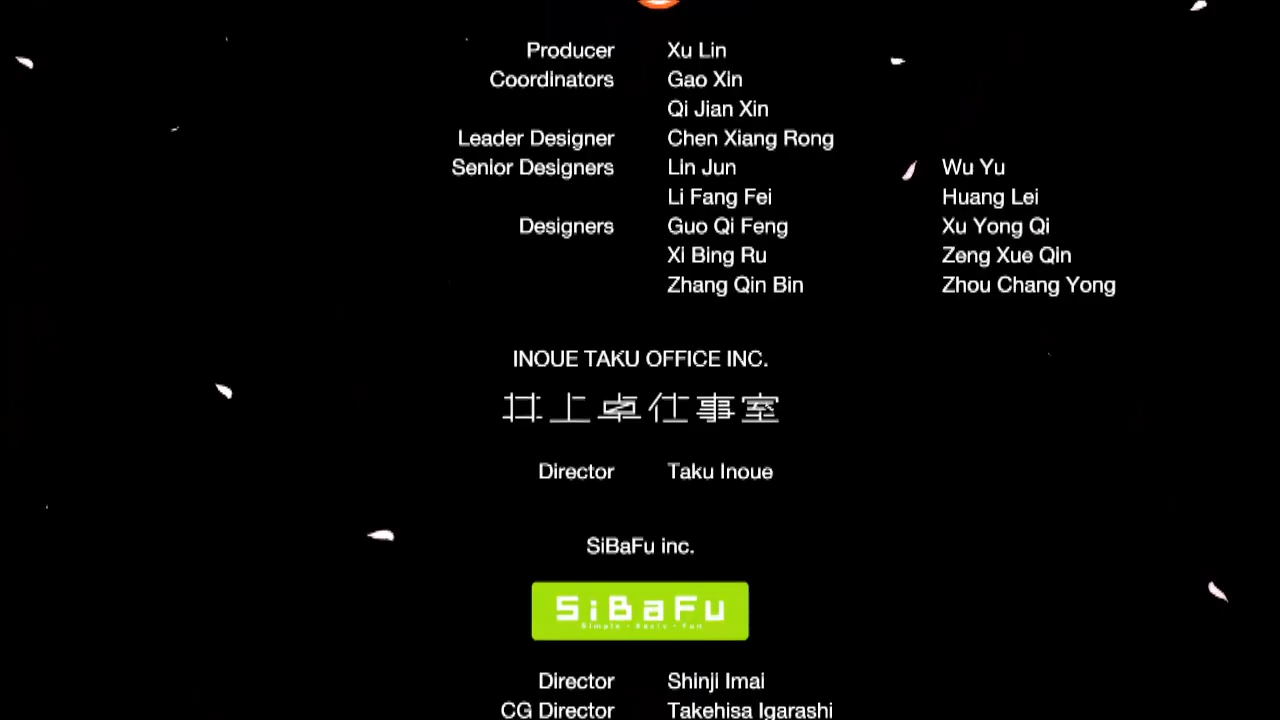 Producer Xu Lin
Coordinators Gao Xin
Qi Jian Xin
Leader Designer Chen Xiang Rong
Senior Designers Lin Jun Wu Yu
Li Fang Fei Huang Lei
Designers Guo Qi Feng Xu Yong Qi
Xi Bing Ru Zeng Xue Qin
Zhang Qin Bin Zhou Chang Yong
INOUE TAKU OFFICE INC.
井上卓仕事室
Director Taku Inoue
SiBaFu inc.
SiBaFu
Director Shinji Imai
CG Director Takehisa Igarashi